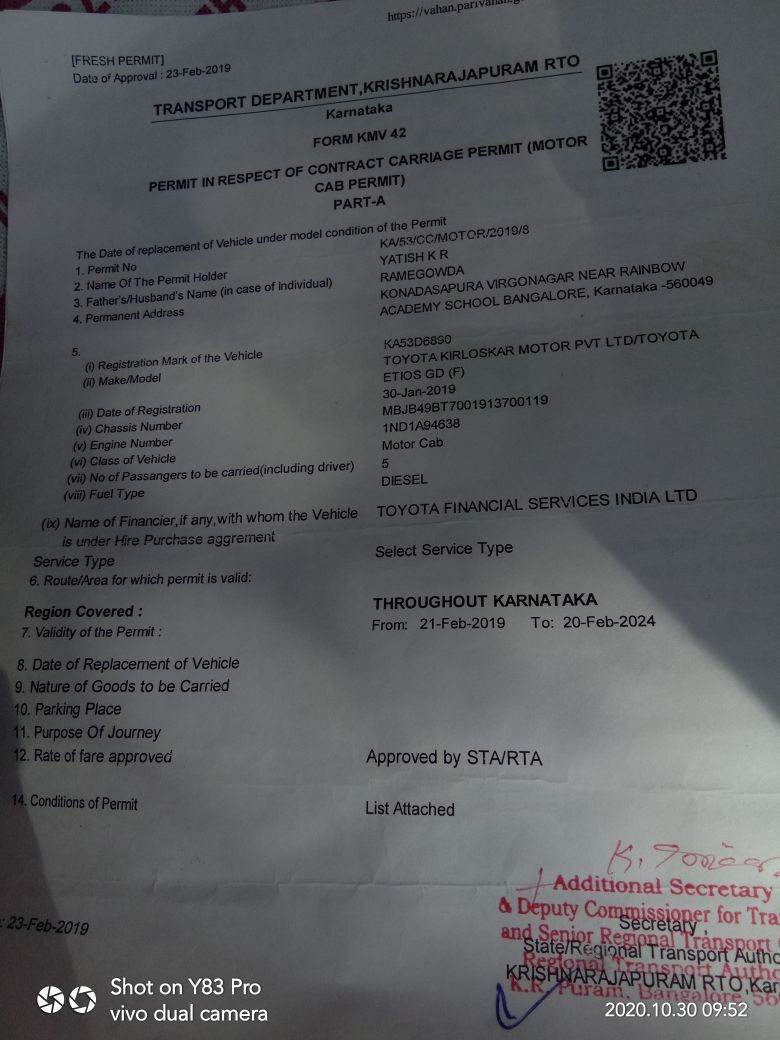 https://vahan.parivahan.g
[FRESH PERMIT]
Date of Approval : 23-Feb-2019
TRANSPORT DEPARTMENT,KRISHNARAJAPURAM RTO
Karnataka
FORM KMV 42
PERMIT IN RESPECT OF CONTRACT CARRIAGE PERMIT (MOTOR
CAB PERMIT)
PART-A
The Date of replacement of Vehicle under model condition of the Permit
1. Permit No KA/53/CC/MOTOR/2019/8
2. Name Of The Permit Holder YATISH K R
3. Father's/Husband's Name (in case of Individual) RAMEGOWDA
4. Permanent Address KONADASAPURA VIRGONAGAR NEAR RAINBOW
ACADEMY SCHOOL BANGALORE, Karnataka -560049
5.
(i) Registration Mark of the Vehicle KA53D6890
(ii) Make/Model TOYOTA KIRLOSKAR MOTOR PVT LTD/TOYOTA
ETIOS GD (F)
(iii) Date of Registration 30-Jan-2019
(iv) Chassis Number MBJB49BT7001913700119
(v) Engine Number 1ND1A94638
(vi) Class of Vehicle Motor Cab
(vii) No of Passangers to be carried(including driver) 5
(viii) Fuel Type DIESEL
(ix) Name of Financier,if any,with whom the Vehicle TOYOTA FINANCIAL SERVICES INDIA LTD
is under Hire Purchase aggrement
Service Type Select Service Type
6. Route/Area for which permit is valid:
Region Covered : THROUGHOUT KARNATAKA
7. Validity of the Permit : From: 21-Feb-2019 To: 20-Feb-2024
8. Date of Replacement of Vehicle
9. Nature of Goods to be Carried
10. Parking Place
11. Purpose Of Journey
12. Rate of fare approved Approved by STA/RTA
14. Conditions of Permit List Attached
: 23-Feb-2019
Additional Secretary
& Deputy Commissioner for Tra
Secretary ,
and Senior Regional Transport
State/Regional Transport Autho
Regional Transport Autho
KRISHNARAJAPURAM RTO,Kar
K.R. Puram, Bangalore, 56
Shot on Y83 Pro
vivo dual camera
2020.10.30 09:52